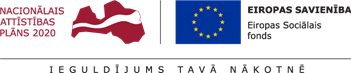 NACIONĀLAIS
ATTĪSTĪBAS
PLĀNS 2020
EIROPAS SAVIENĪBA
Eiropas Sociālais
fonds
IEGULDĪJUMS TAVĀ NĀKOTNĒ